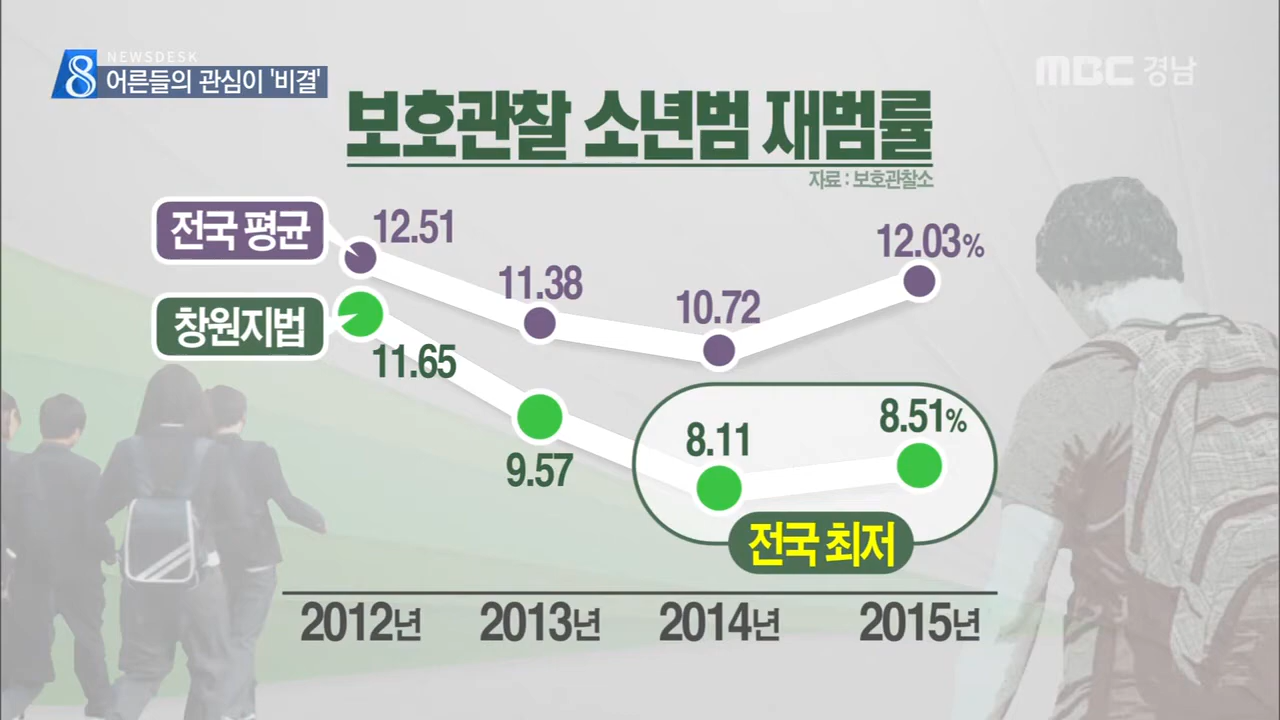 NEWSDESK
8 어른들의 관심이 '비결'
MBC 경남
보호관찰 소년범 재범률
자료 : 보호관찰소
전국 평균
12.51
11.38
10.72
12.03%
창원지법
11.65
9.57
8.11
8.51%
전국 최저
2012년 2013년 2014년 2015년